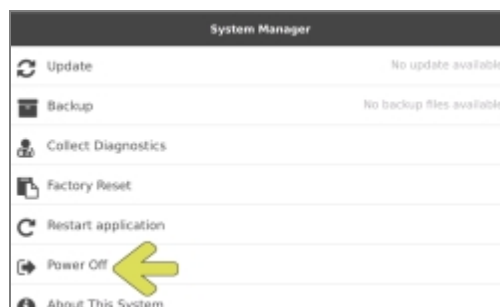 System Manager
Update No update available
Backup No backup files available
Collect Diagnostics
Factory Reset
Restart application
Power Off
About This System